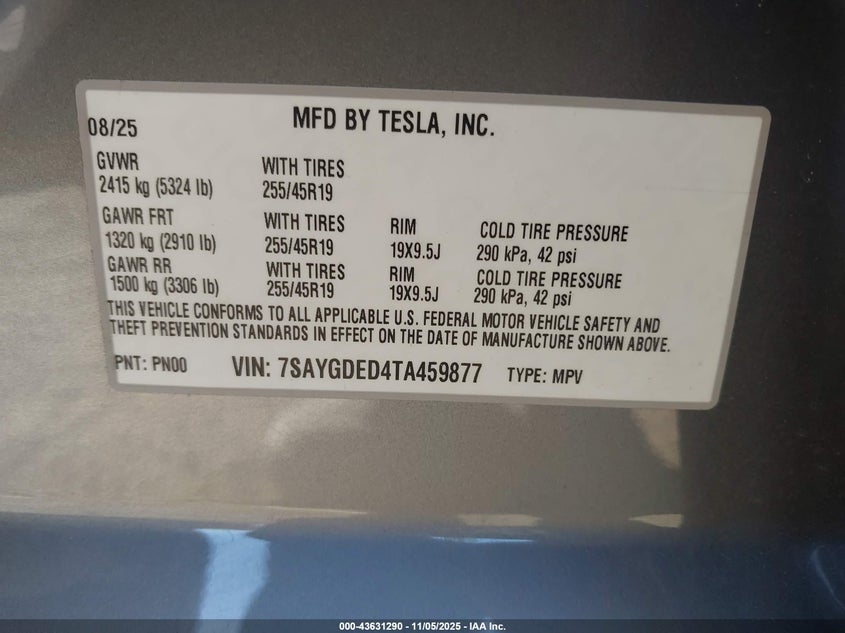 08/25 MFD BY TESLA, INC.
GVWR WITH TIRES
2415 kg (5324 lb) 255/45R19
GAWR FRT WITH TIRES RIM COLD TIRE PRESSURE
1320 kg (2910 lb) 255/45R19 19X9.5J 290 kPa, 42 psi
GAWR RR WITH TIRES RIM COLD TIRE PRESSURE
1500 kg (3306 lb) 255/45R19 19X9.5J 290 kPa, 42 psi
THIS VEHICLE CONFORMS TO ALL APPLICABLE U.S. FEDERAL MOTOR VEHICLE SAFETY AND
THEFT PREVENTION STANDARDS IN EFFECT ON THE DATE OF MANUFACTURE SHOWN ABOVE.
PNT: PN00 VIN: 7SAYGDED4TA459877 TYPE: MPV
000-43631290 - 11/05/2025 - IAA Inc.